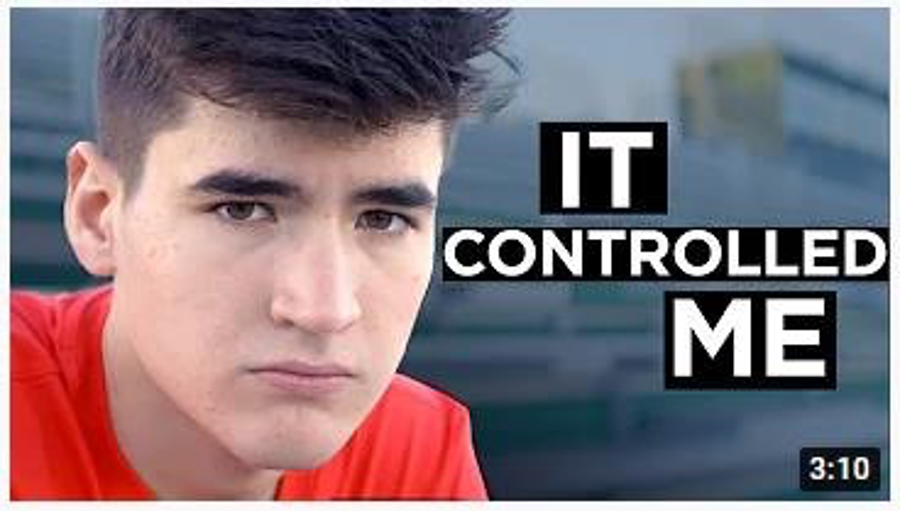 IT
CONTROLLED
ME
3:10